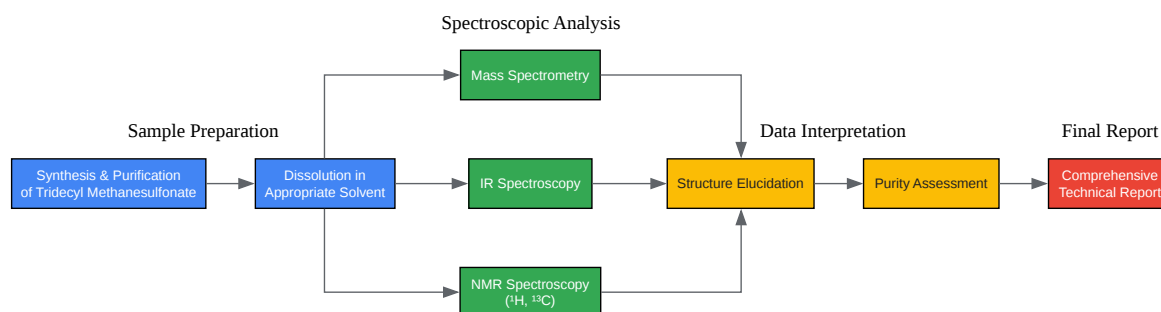 Spectroscopic Analysis
Mass Spectrometry
Sample Preparation
Data Interpretation
Final Report
Synthesis & Purification
of Tridecyl Methanesulfonate
Dissolution in
Appropriate Solvent
IR Spectroscopy
Structure Elucidation
Purity Assessment
Comprehensive
Technical Report
NMR Spectroscopy
(¹H, ¹³C)